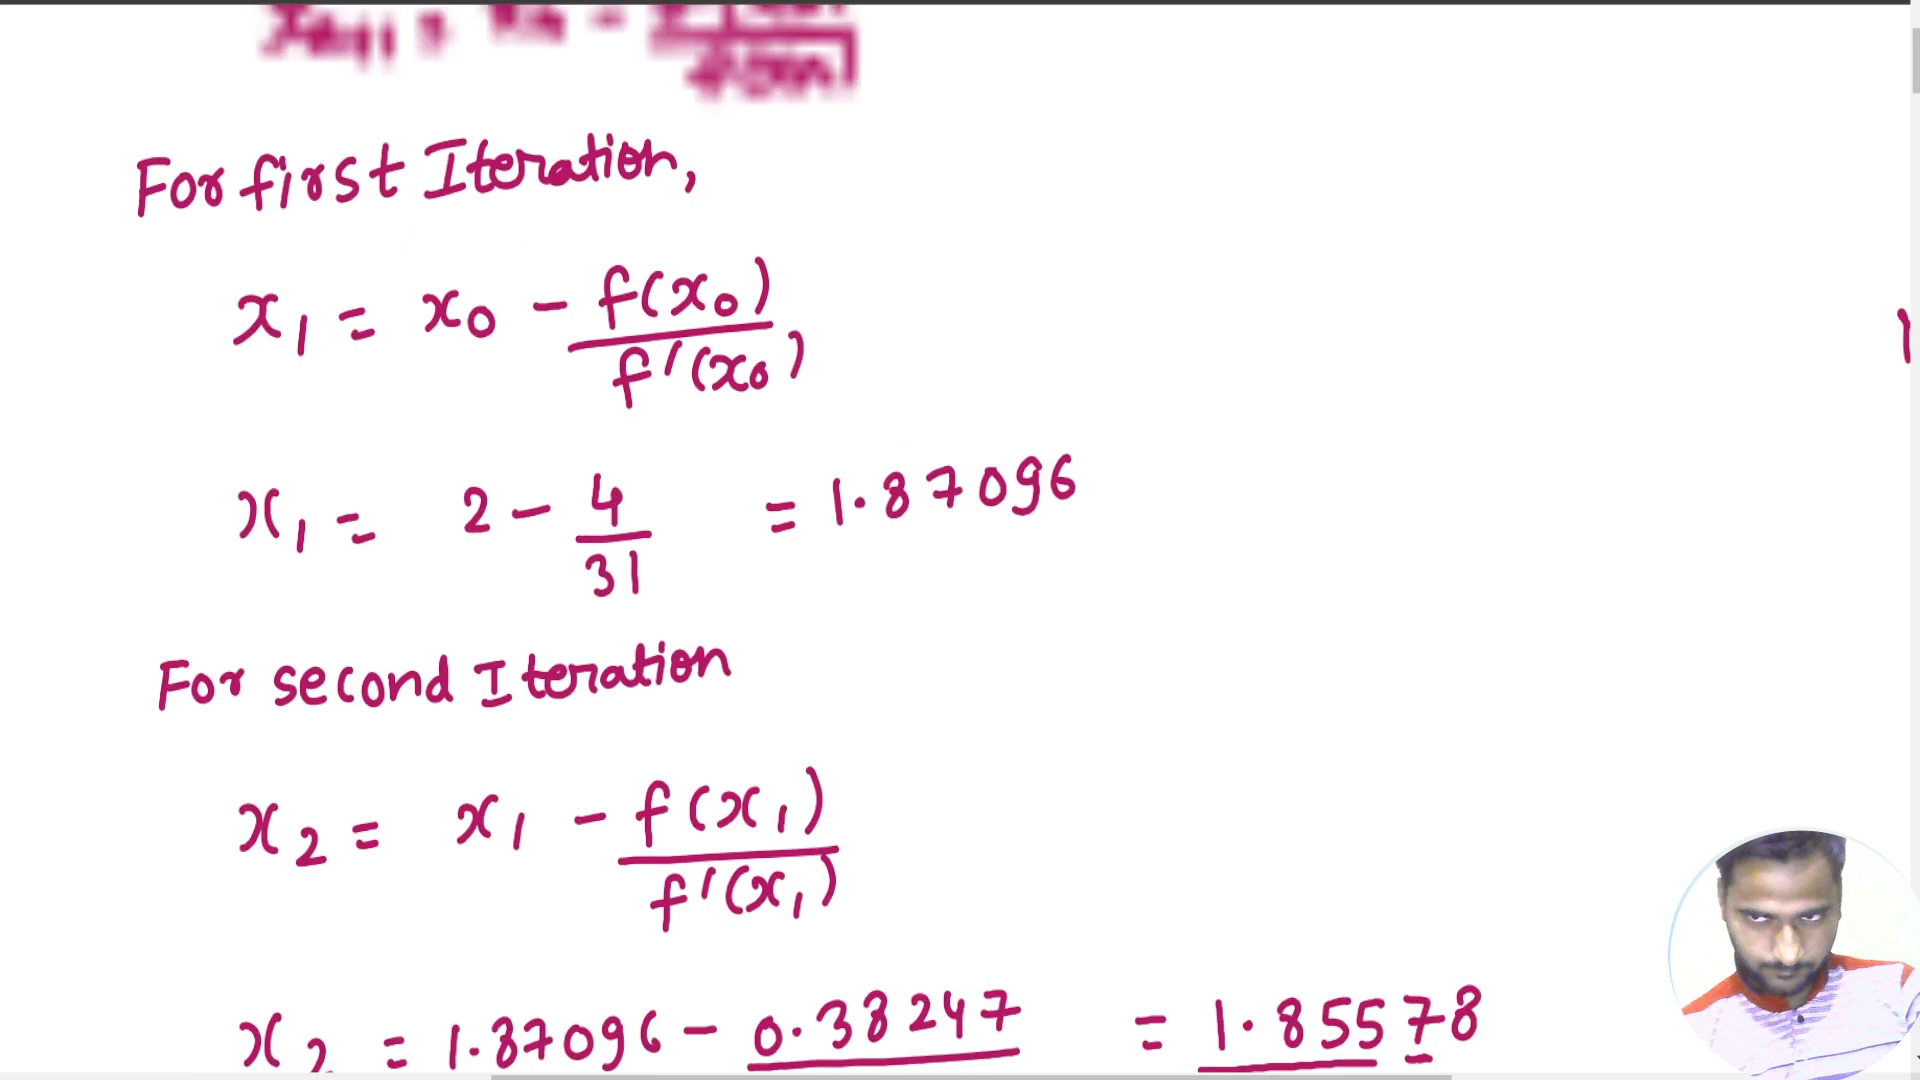 For first Iteration,
x₁ = x₀ - f(x₀) / f'(x₀)
x₁ = 2 - 4/31 = 1.87096
For second Iteration
x₂ = x₁ - f(x₁) / f'(x₁)
x₂ = 1.87096 - 0.38247 = 1.85578